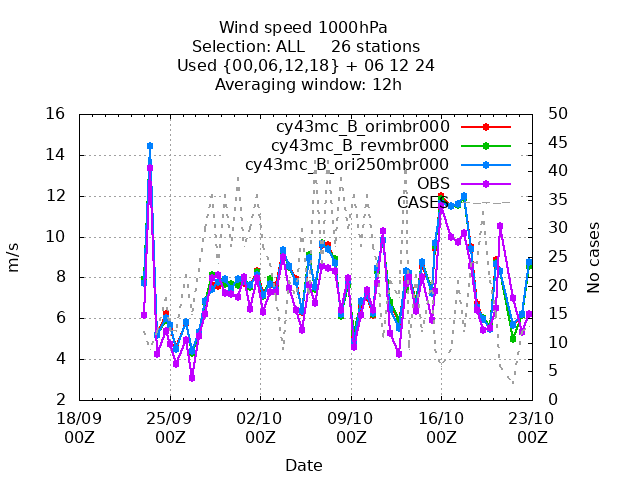 Wind speed 1000hPa
Selection: ALL 26 stations
Used {00,06,12,18} + 06 12 24
Averaging window: 12h
16
14
12
10
8
6
4
2
m/s
50
45
40
35
30
25
20
15
10
5
0
No cases
cy43mc_B_orimbr000
cy43mc_B_revmbr000
cy43mc_B_ori250mbr000
OBS
CASES
18/09 25/09 02/10 09/10 16/10 23/10
00Z 00Z 00Z 00Z 00Z 00Z
Date